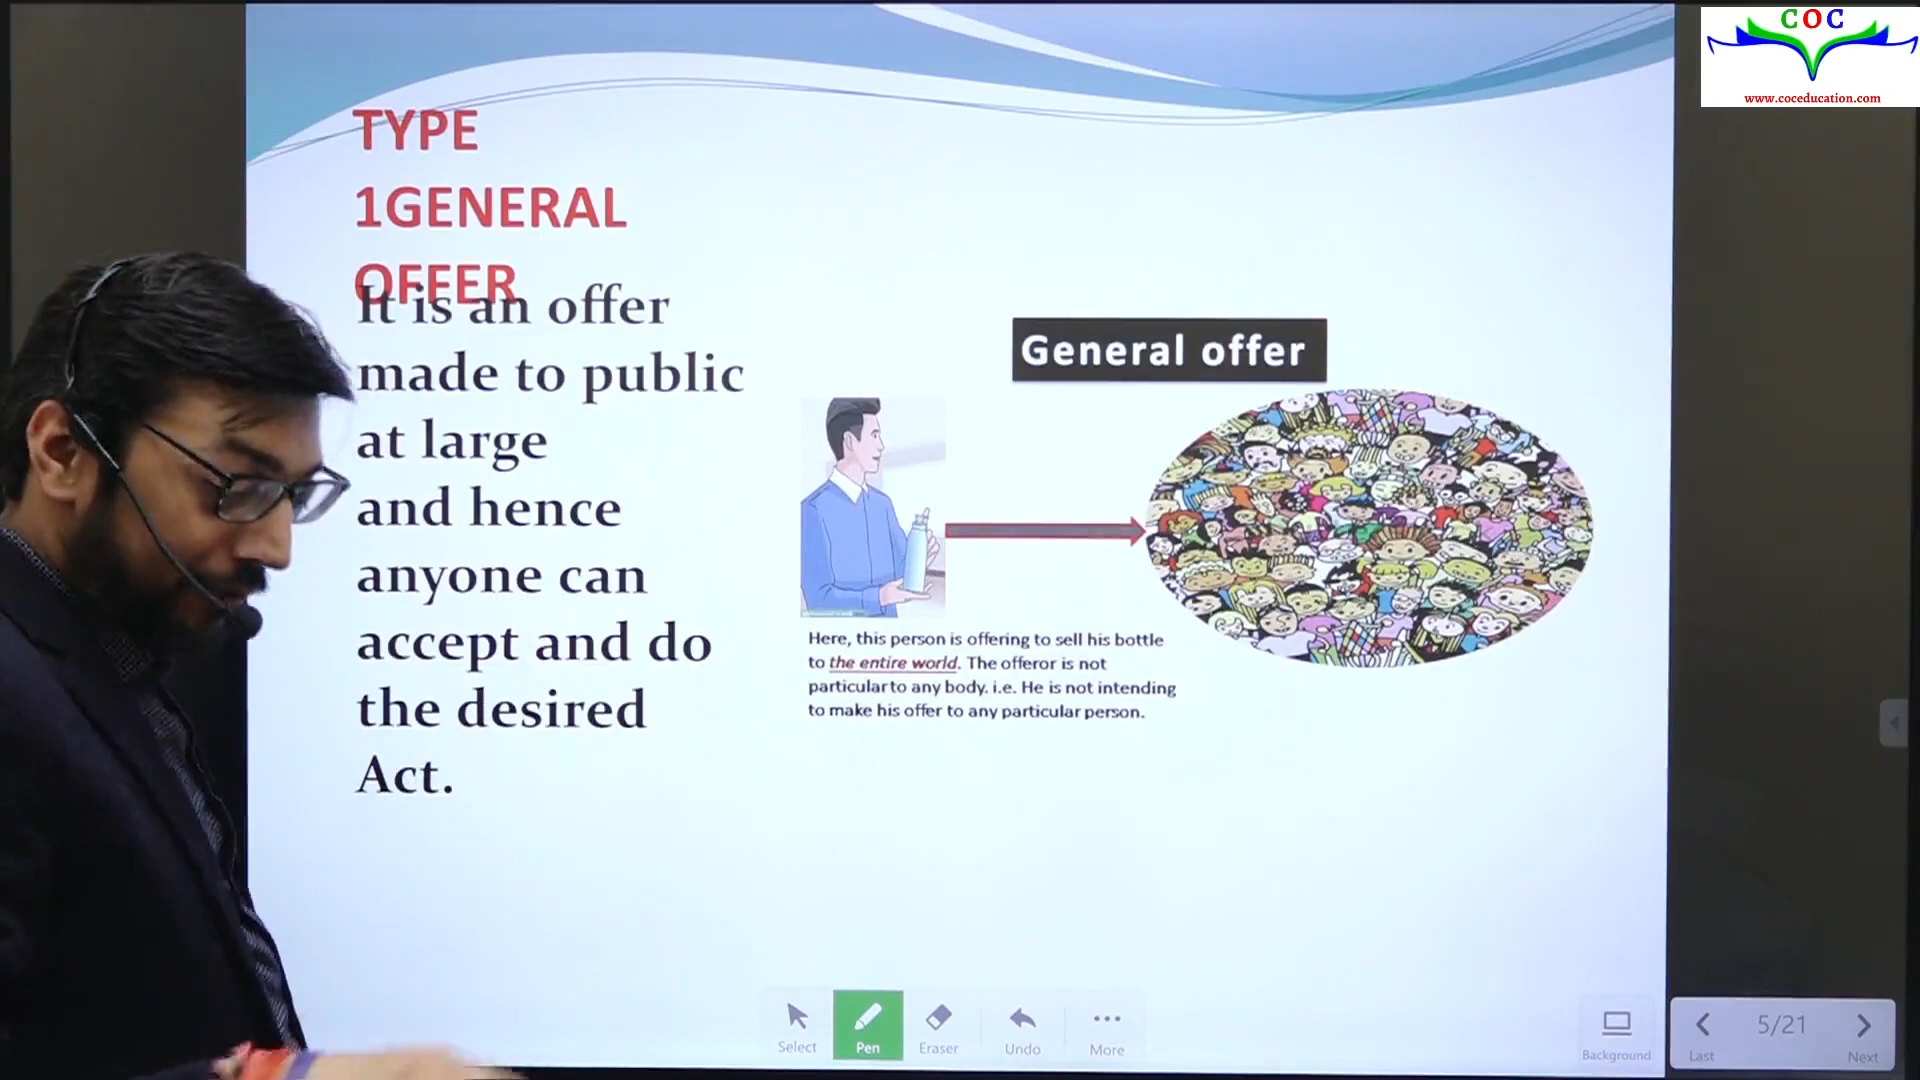 COC
www.coceducation.com
TYPE
1GENERAL
OFFER
It is an offer
made to public
at large
and hence
anyone can
accept and do
the desired
Act.
General offer
Here, this person is offering to sell his bottle
to the entire world. The offeror is not
particular to any body. i.e. He is not intending
to make his offer to any particular person.
Select
Pen
Eraser
Undo
More
Background
5/21
Last
Next